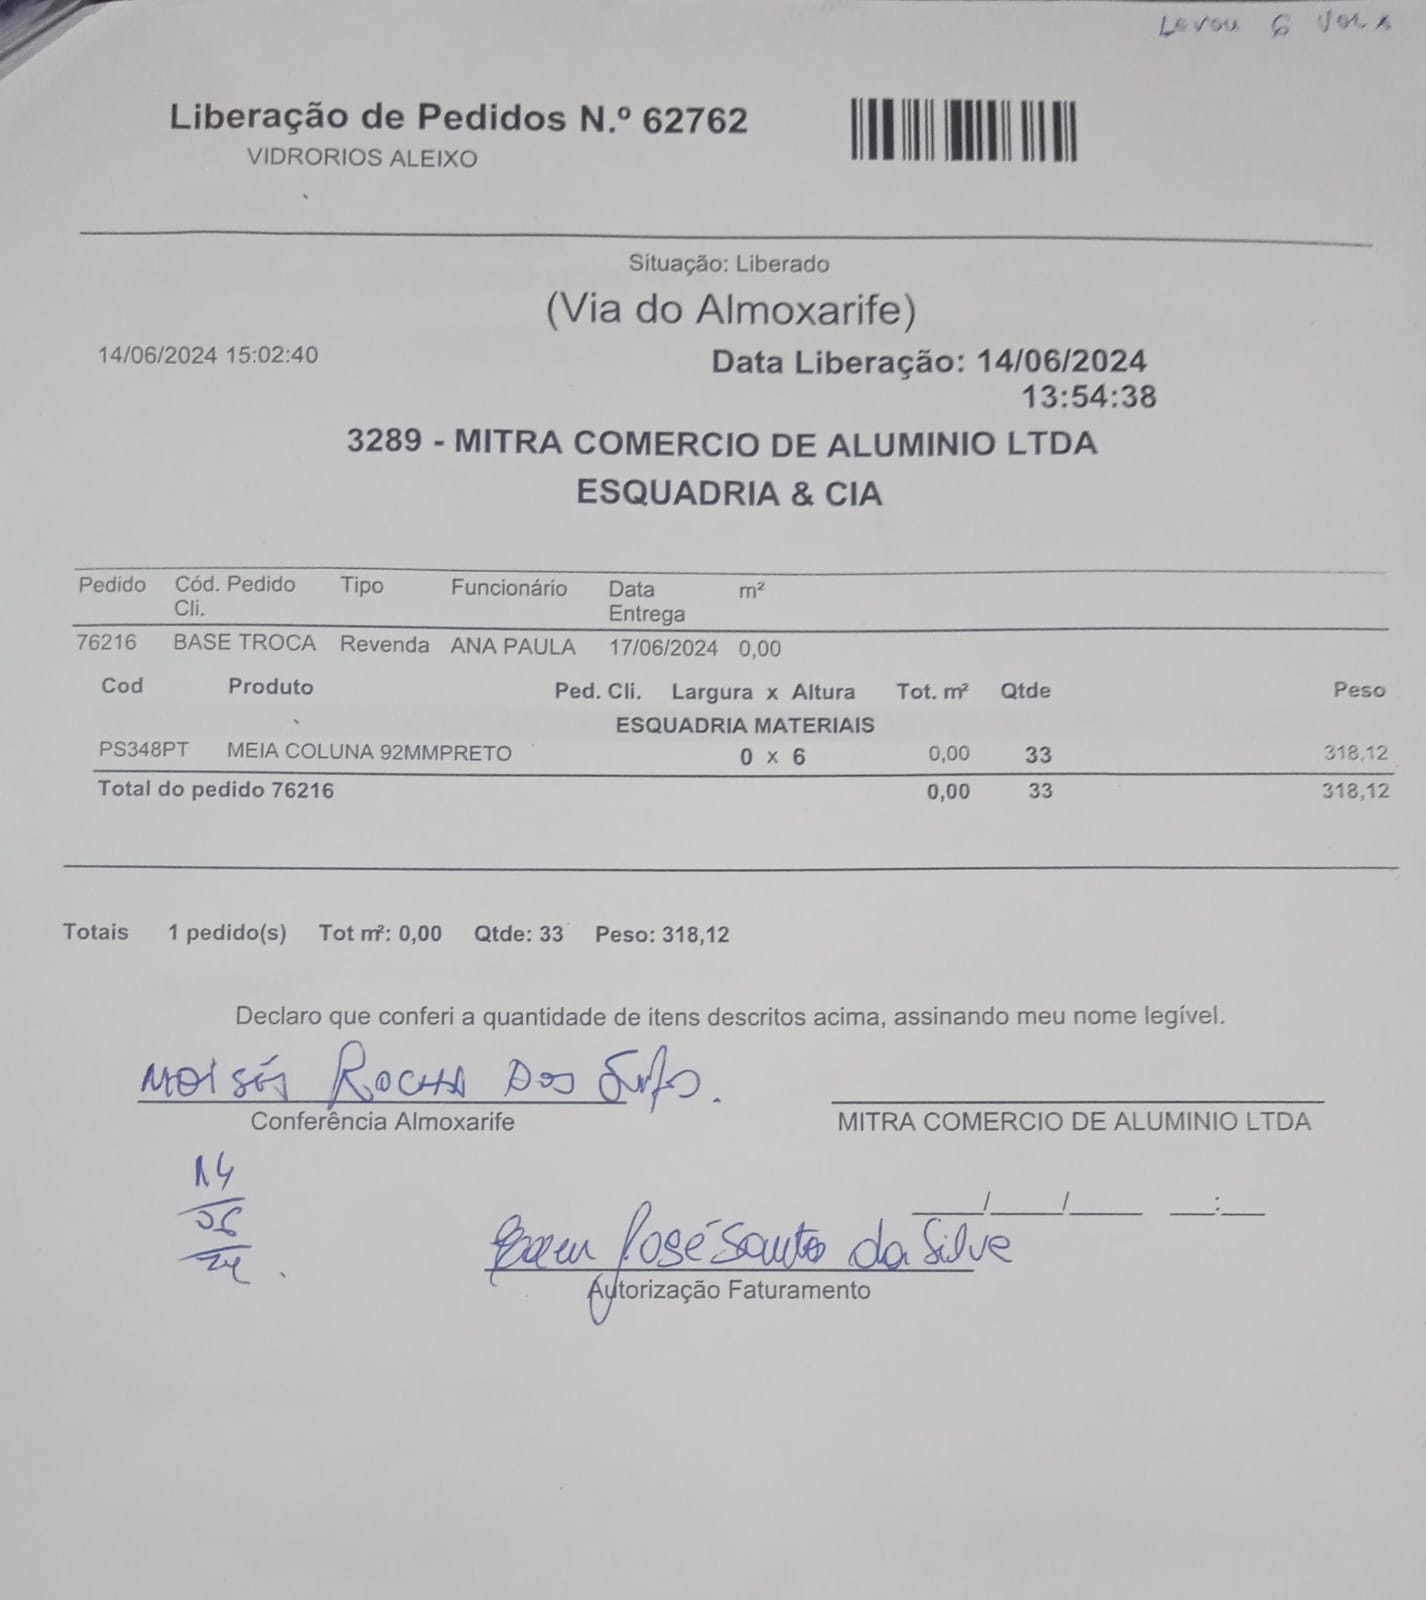 Levou 6 Vol
Liberação de Pedidos N.º 62762
VIDRORIOS ALEIXO
Situação: Liberado
(Via do Almoxarife)
14/06/2024 15:02:40 Data Liberação: 14/06/2024
13:54:38
3289 - MITRA COMERCIO DE ALUMINIO LTDA
ESQUADRIA & CIA
Pedido Cód. Pedido Tipo Funcionário Data m²
Cli. Entrega
76216 BASE TROCA Revenda ANA PAULA 17/06/2024 0,00
Cod Produto Ped. Cli. Largura x Altura Tot. m² Qtde Peso
ESQUADRIA MATERIAIS
PS348PT MEIA COLUNA 92MMPRETO 0 x 6 0,00 33 318,12
Total do pedido 76216 0,00 33 318,12
Totais 1 pedido(s) Tot m²: 0,00 Qtde: 33 Peso: 318,12
Declaro que conferi a quantidade de itens descritos acima, assinando meu nome legível.
MOISÉS ROCHA DOS
Conferência Almoxarife MITRA COMERCIO DE ALUMINIO LTDA
14
06
24
___/___/___ __:__
José Santos da Silva
Autorização Faturamento